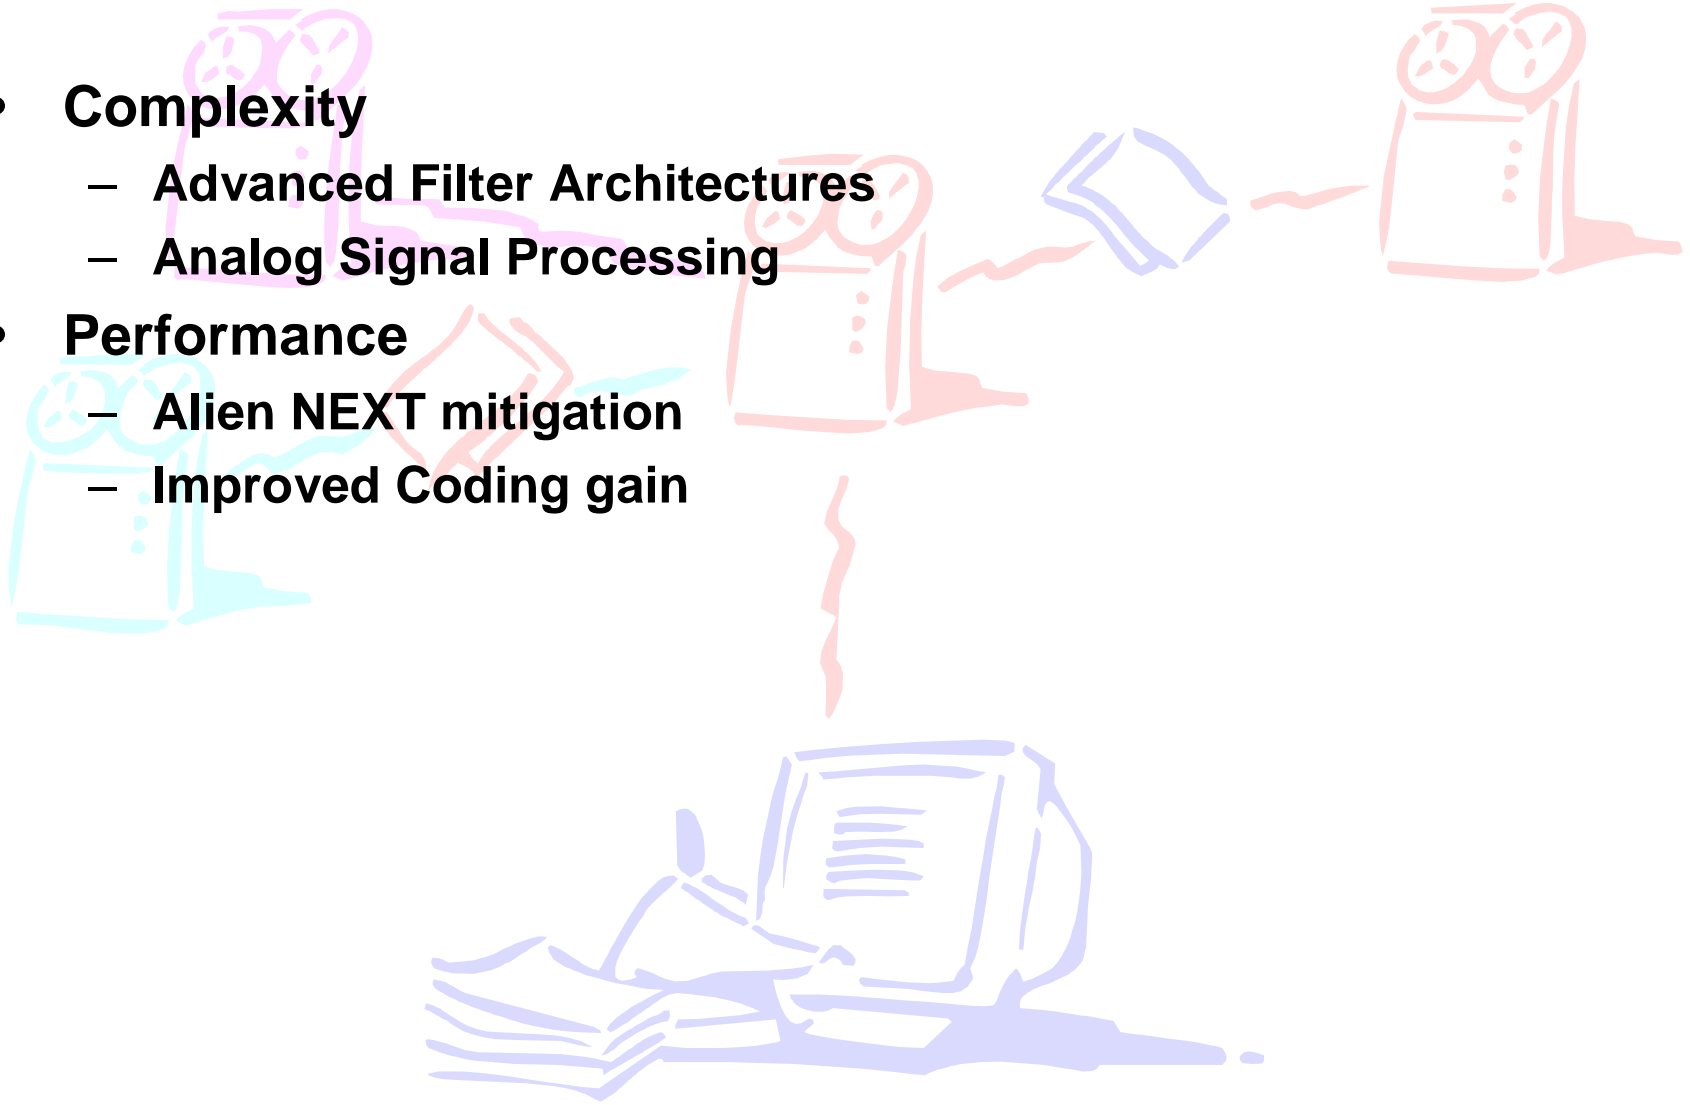 • Complexity
– Advanced Filter Architectures
– Analog Signal Processing
• Performance
– Alien NEXT mitigation
– Improved Coding gain